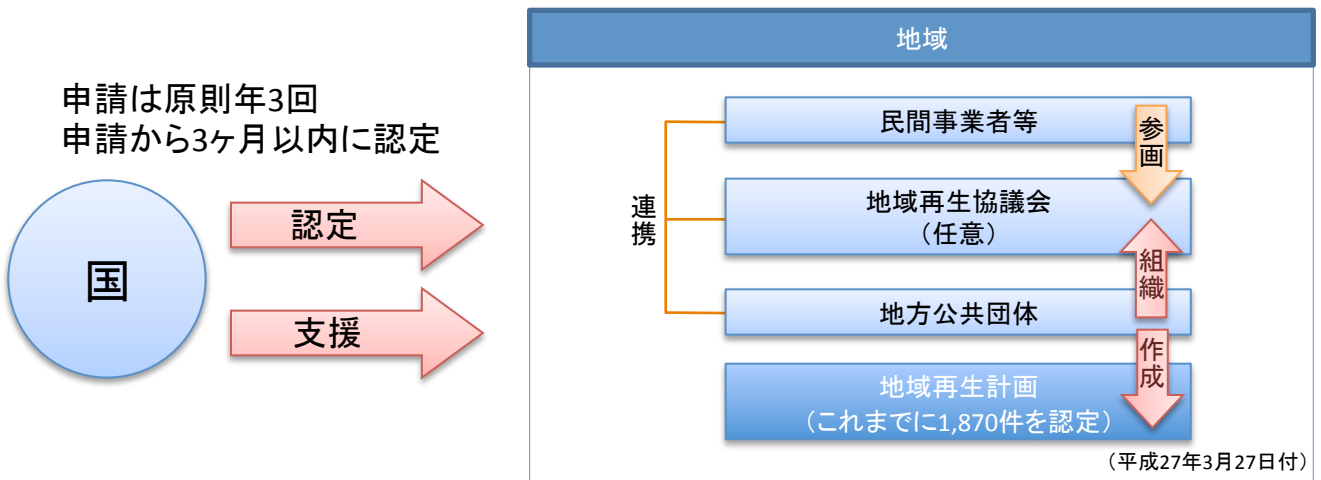 申請は原則年3回
申請から3ヶ月以内に認定
国
認定
支援
地域
連携
民間事業者等
参画
地域再生協議会
（任意）
組織
地方公共団体
作成
地域再生計画
（これまでに1,870件を認定）
（平成27年3月27日付）